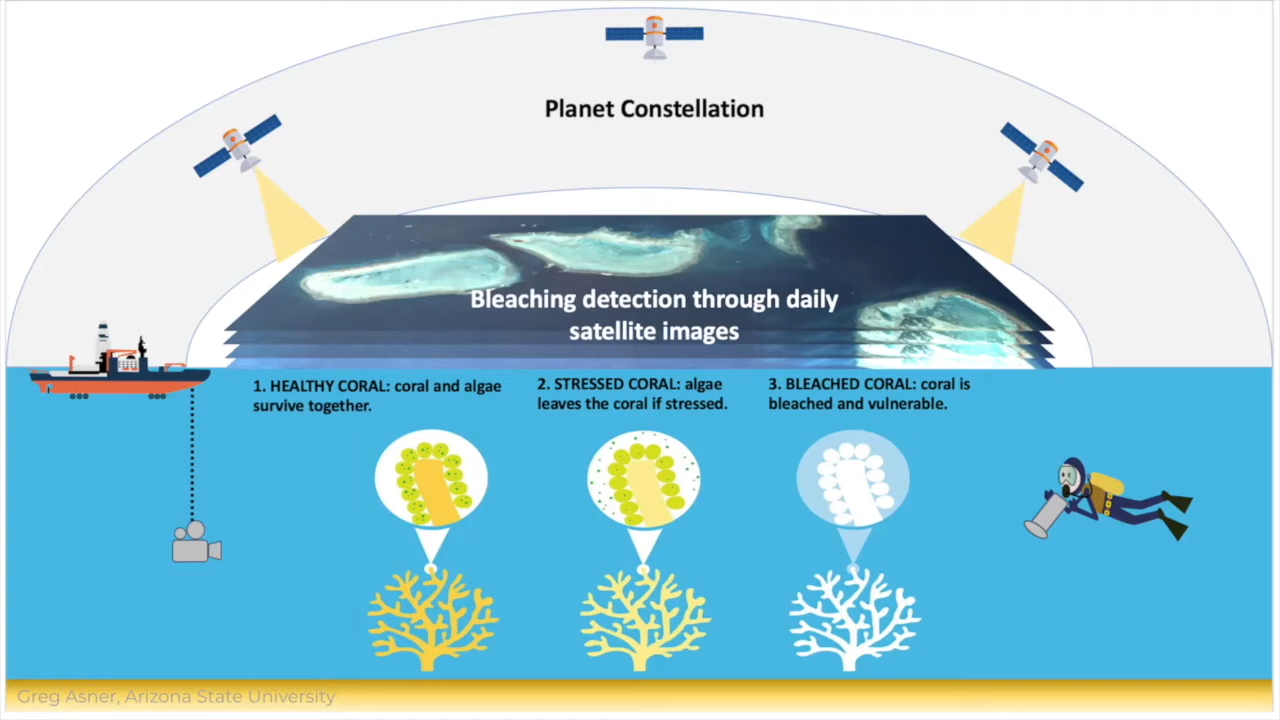 Planet Constellation
Bleaching detection through daily
satellite images
1. HEALTHY CORAL: coral and algae
survive together.
2. STRESSED CORAL: algae
leaves the coral if stressed.
3. BLEACHED CORAL: coral is
bleached and vulnerable.
Greg Asner, Arizona State University